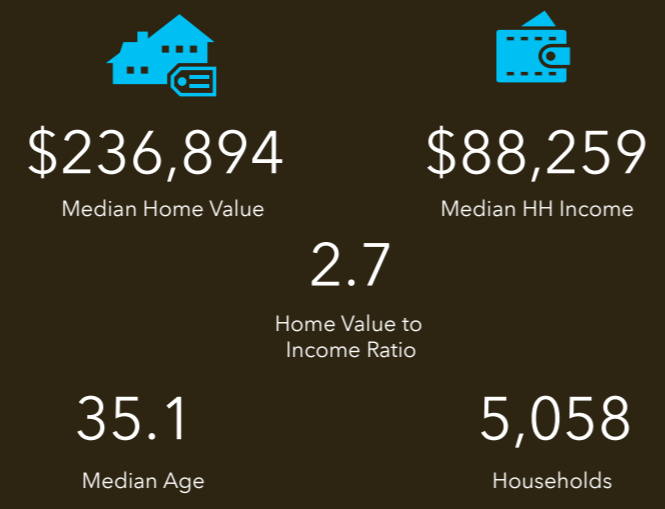 $236,894
Median Home Value
$88,259
Median HH Income
2.7
Home Value to
Income Ratio
35.1
Median Age
5,058
Households